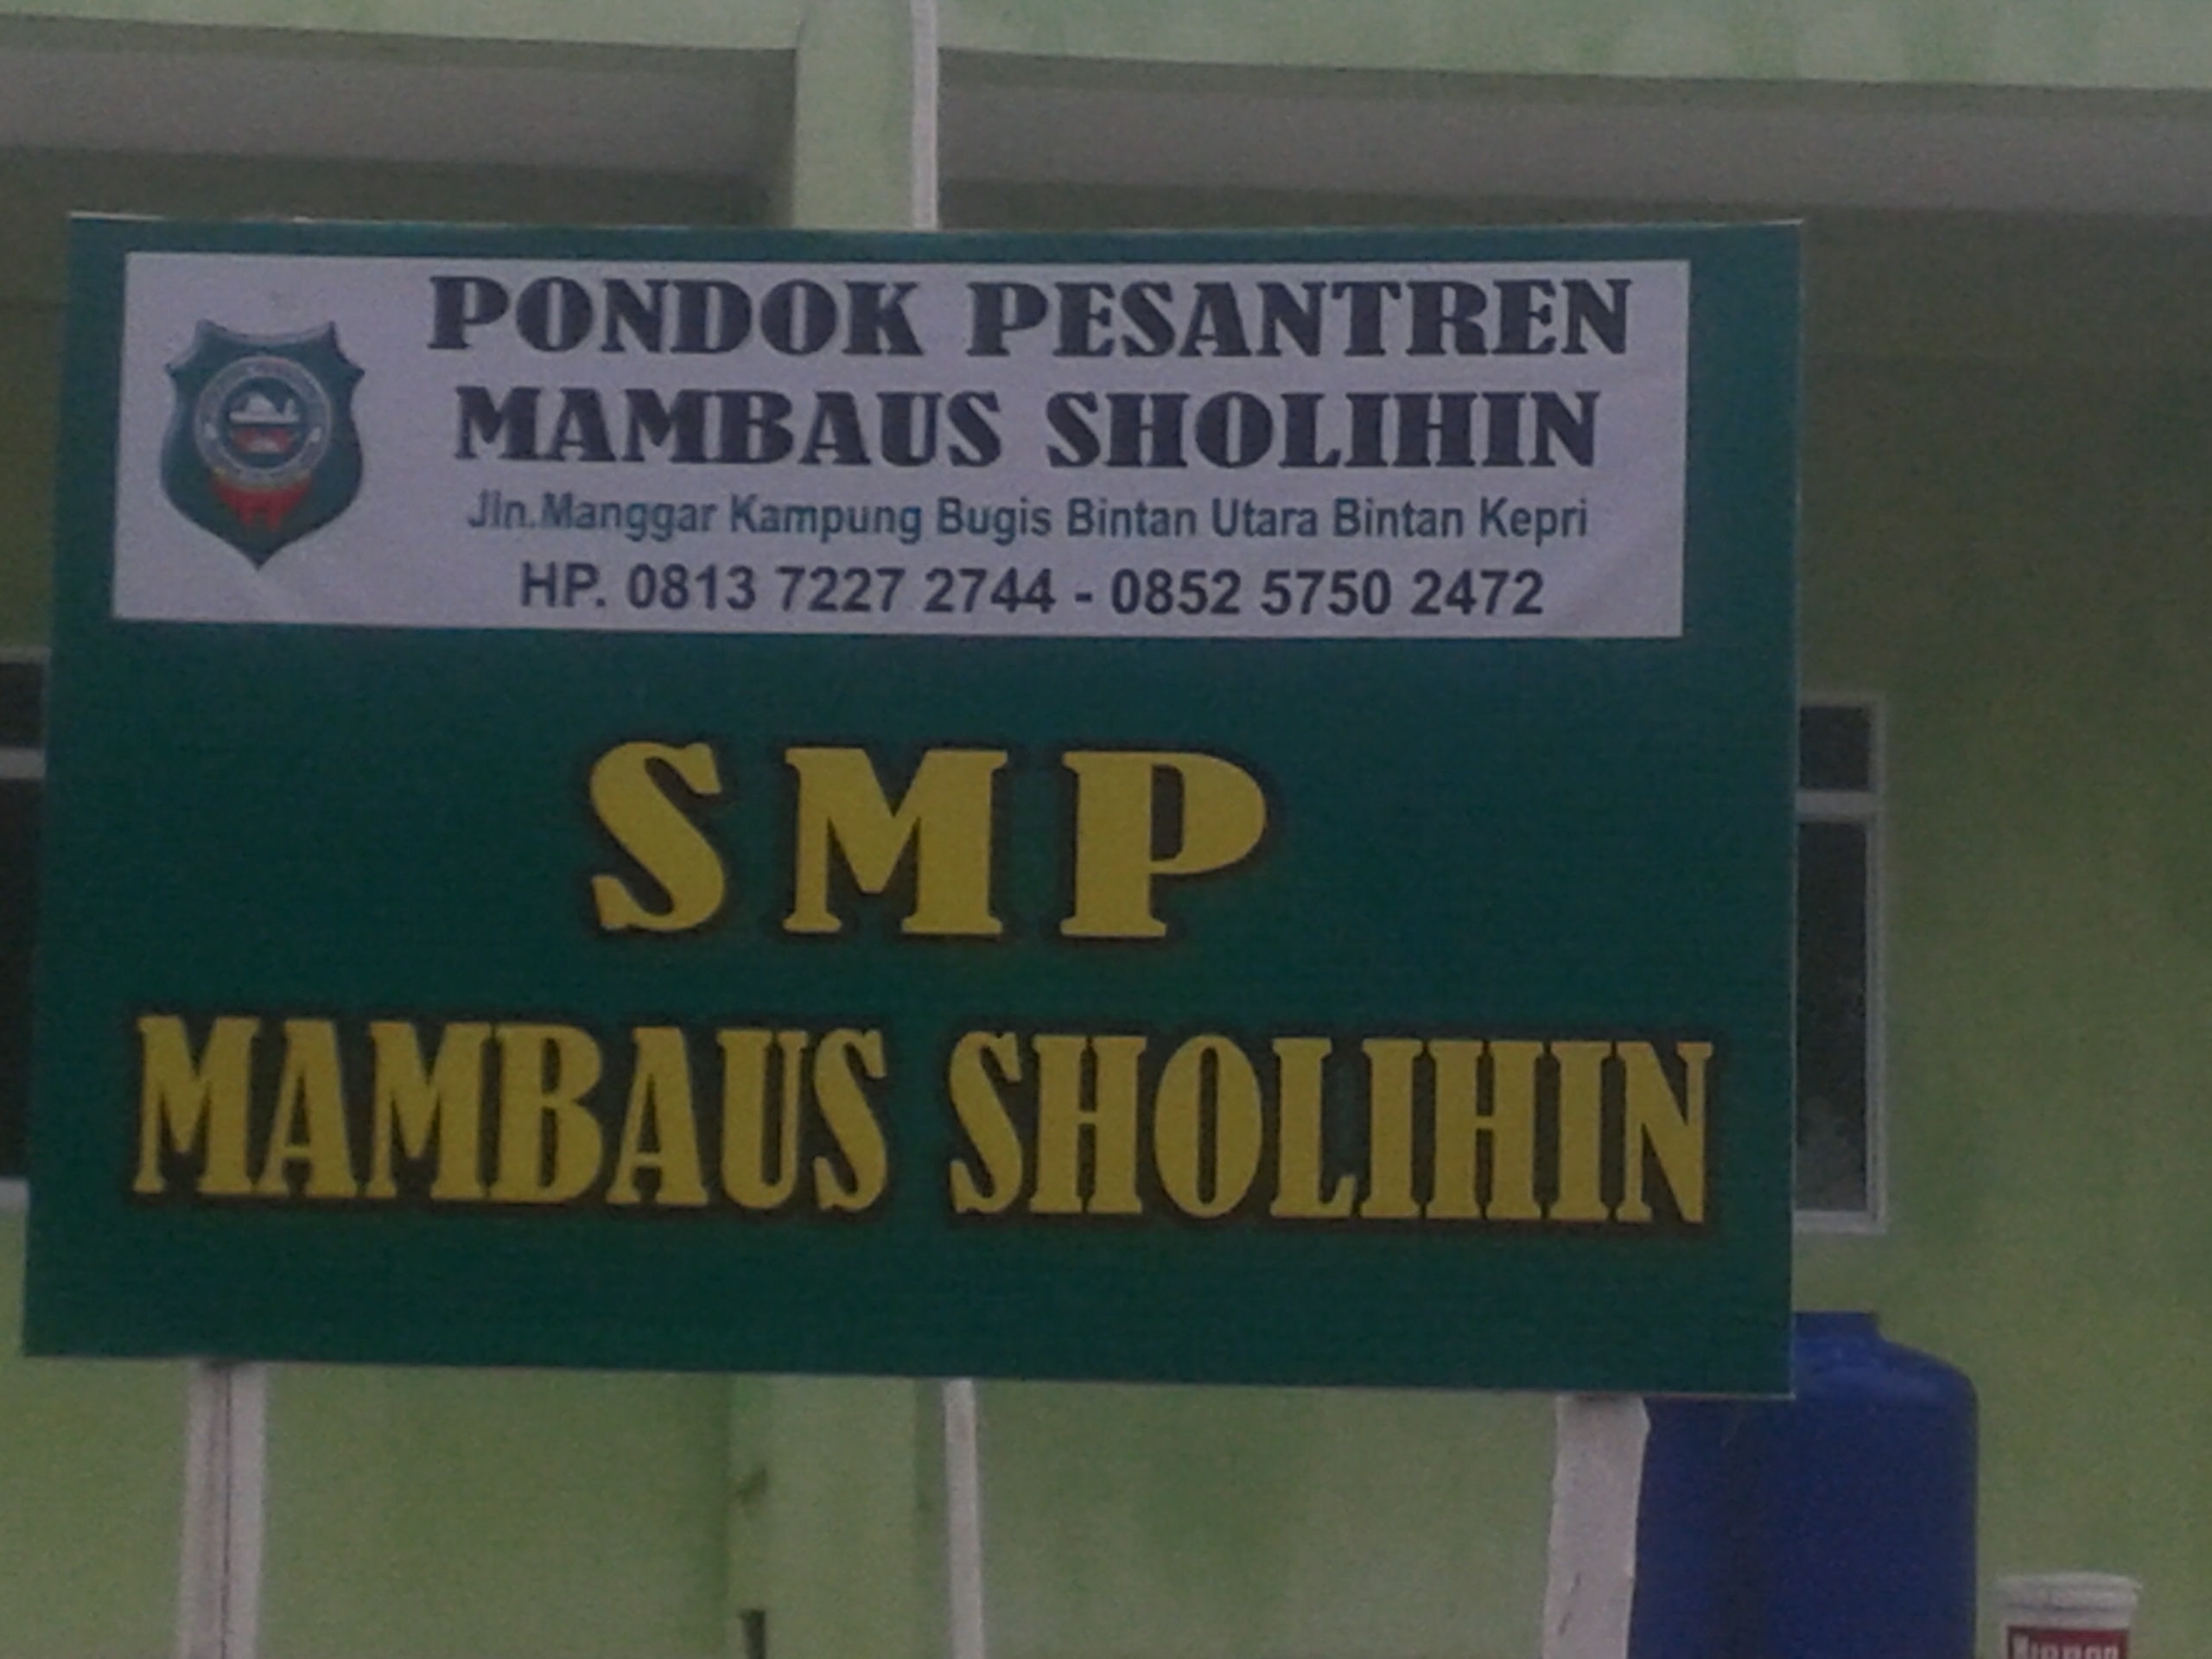 PONDOK PESANTREN
MAMBAUS SHOLIHIN
Jln.Manggar Kampung Bugis Bintan Utara Bintan Kepri
HP. 0813 7227 2744 - 0852 5750 2472
SMP
MAMBAUS SHOLIHIN